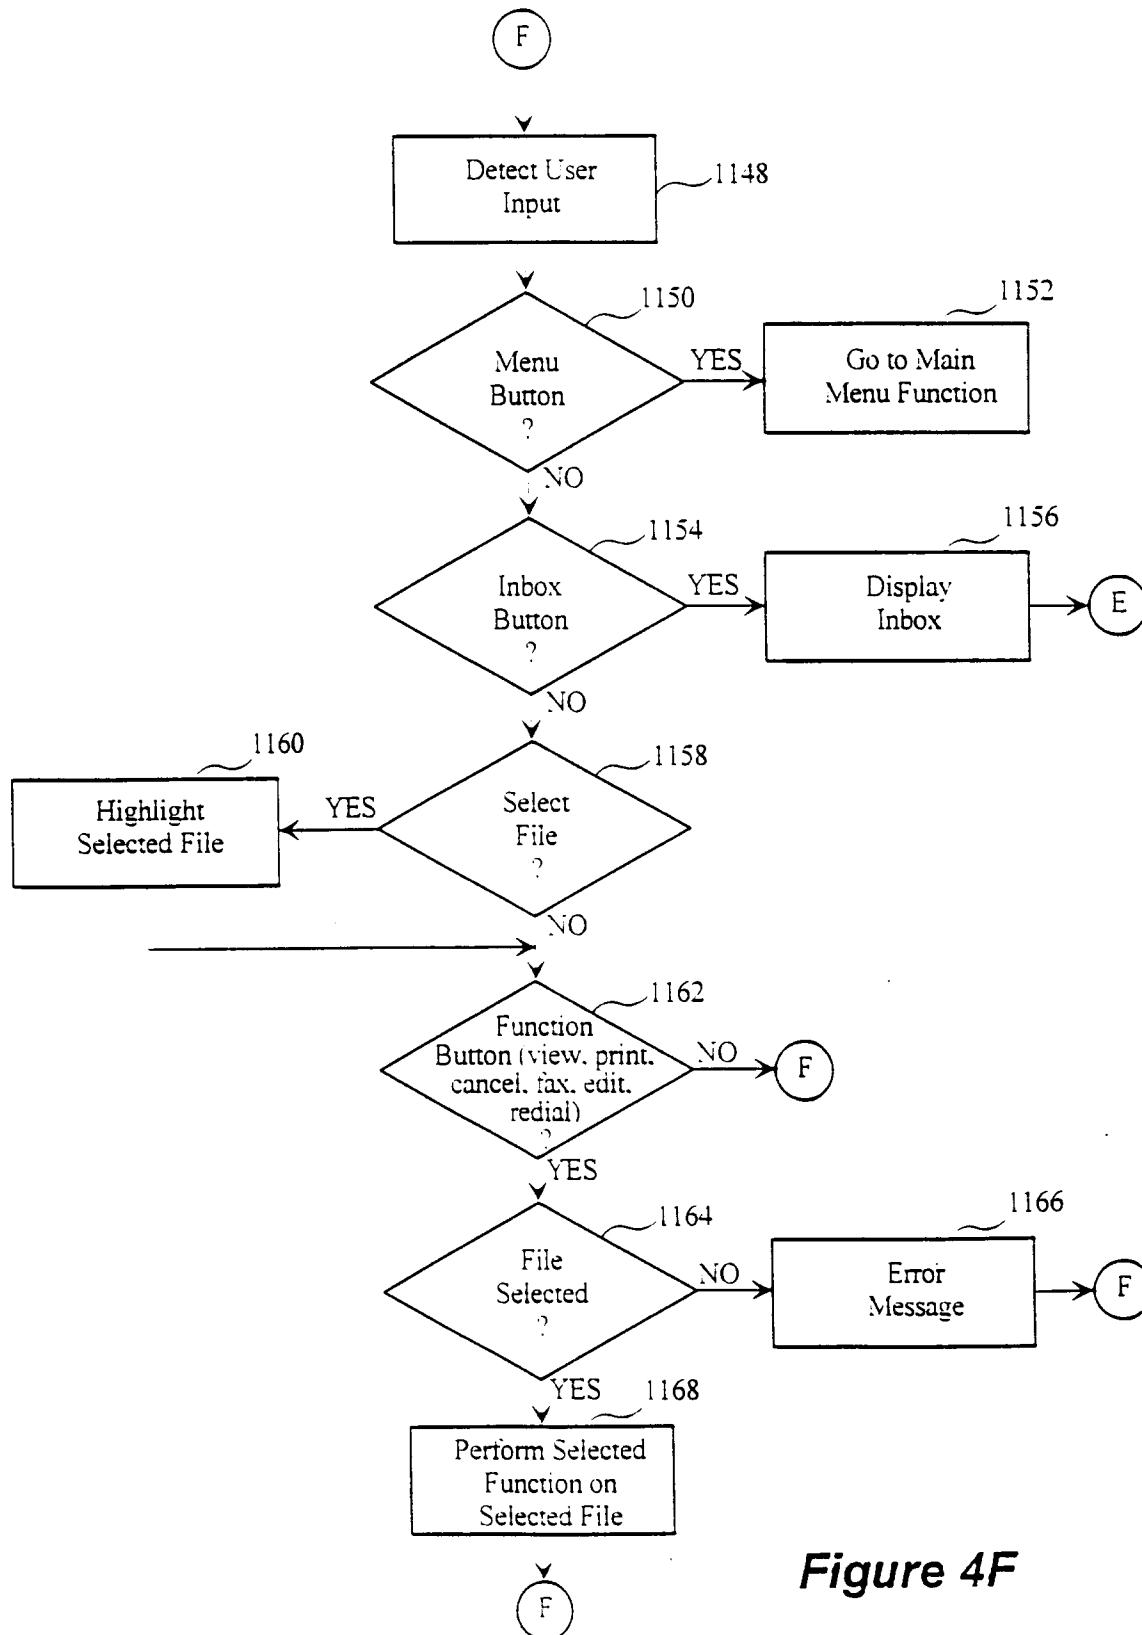 F
Detect User
Input
1148
1150
Menu
Button
?
YES
1152
Go to Main
Menu Function
NO
1154
Inbox
Button
?
YES
1156
Display
Inbox
E
NO
1158
Select
File
?
YES
1160
Highlight
Selected File
NO
1162
Function
Button (view, print,
cancel, fax, edit,
redial)
?
NO
F
YES
1164
File
Selected
?
NO
1166
Error
Message
F
YES
1168
Perform Selected
Function on
Selected File
F
Figure 4F